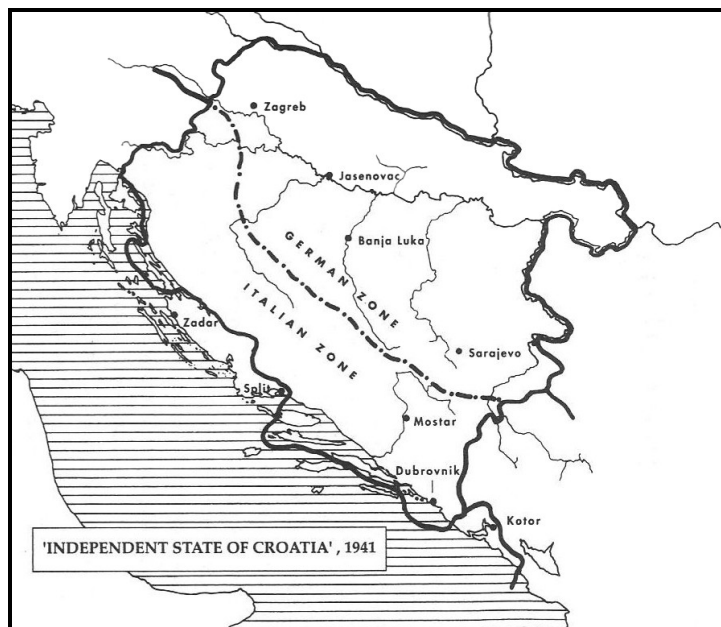 Zagreb
Jasenovac
GERMAN ZONE
Banja Luka
ITALIAN ZONE
Zadar
Sarajevo
Split
Mostar
Dubrovnik
Kotor
'INDEPENDENT STATE OF CROATIA' , 1941